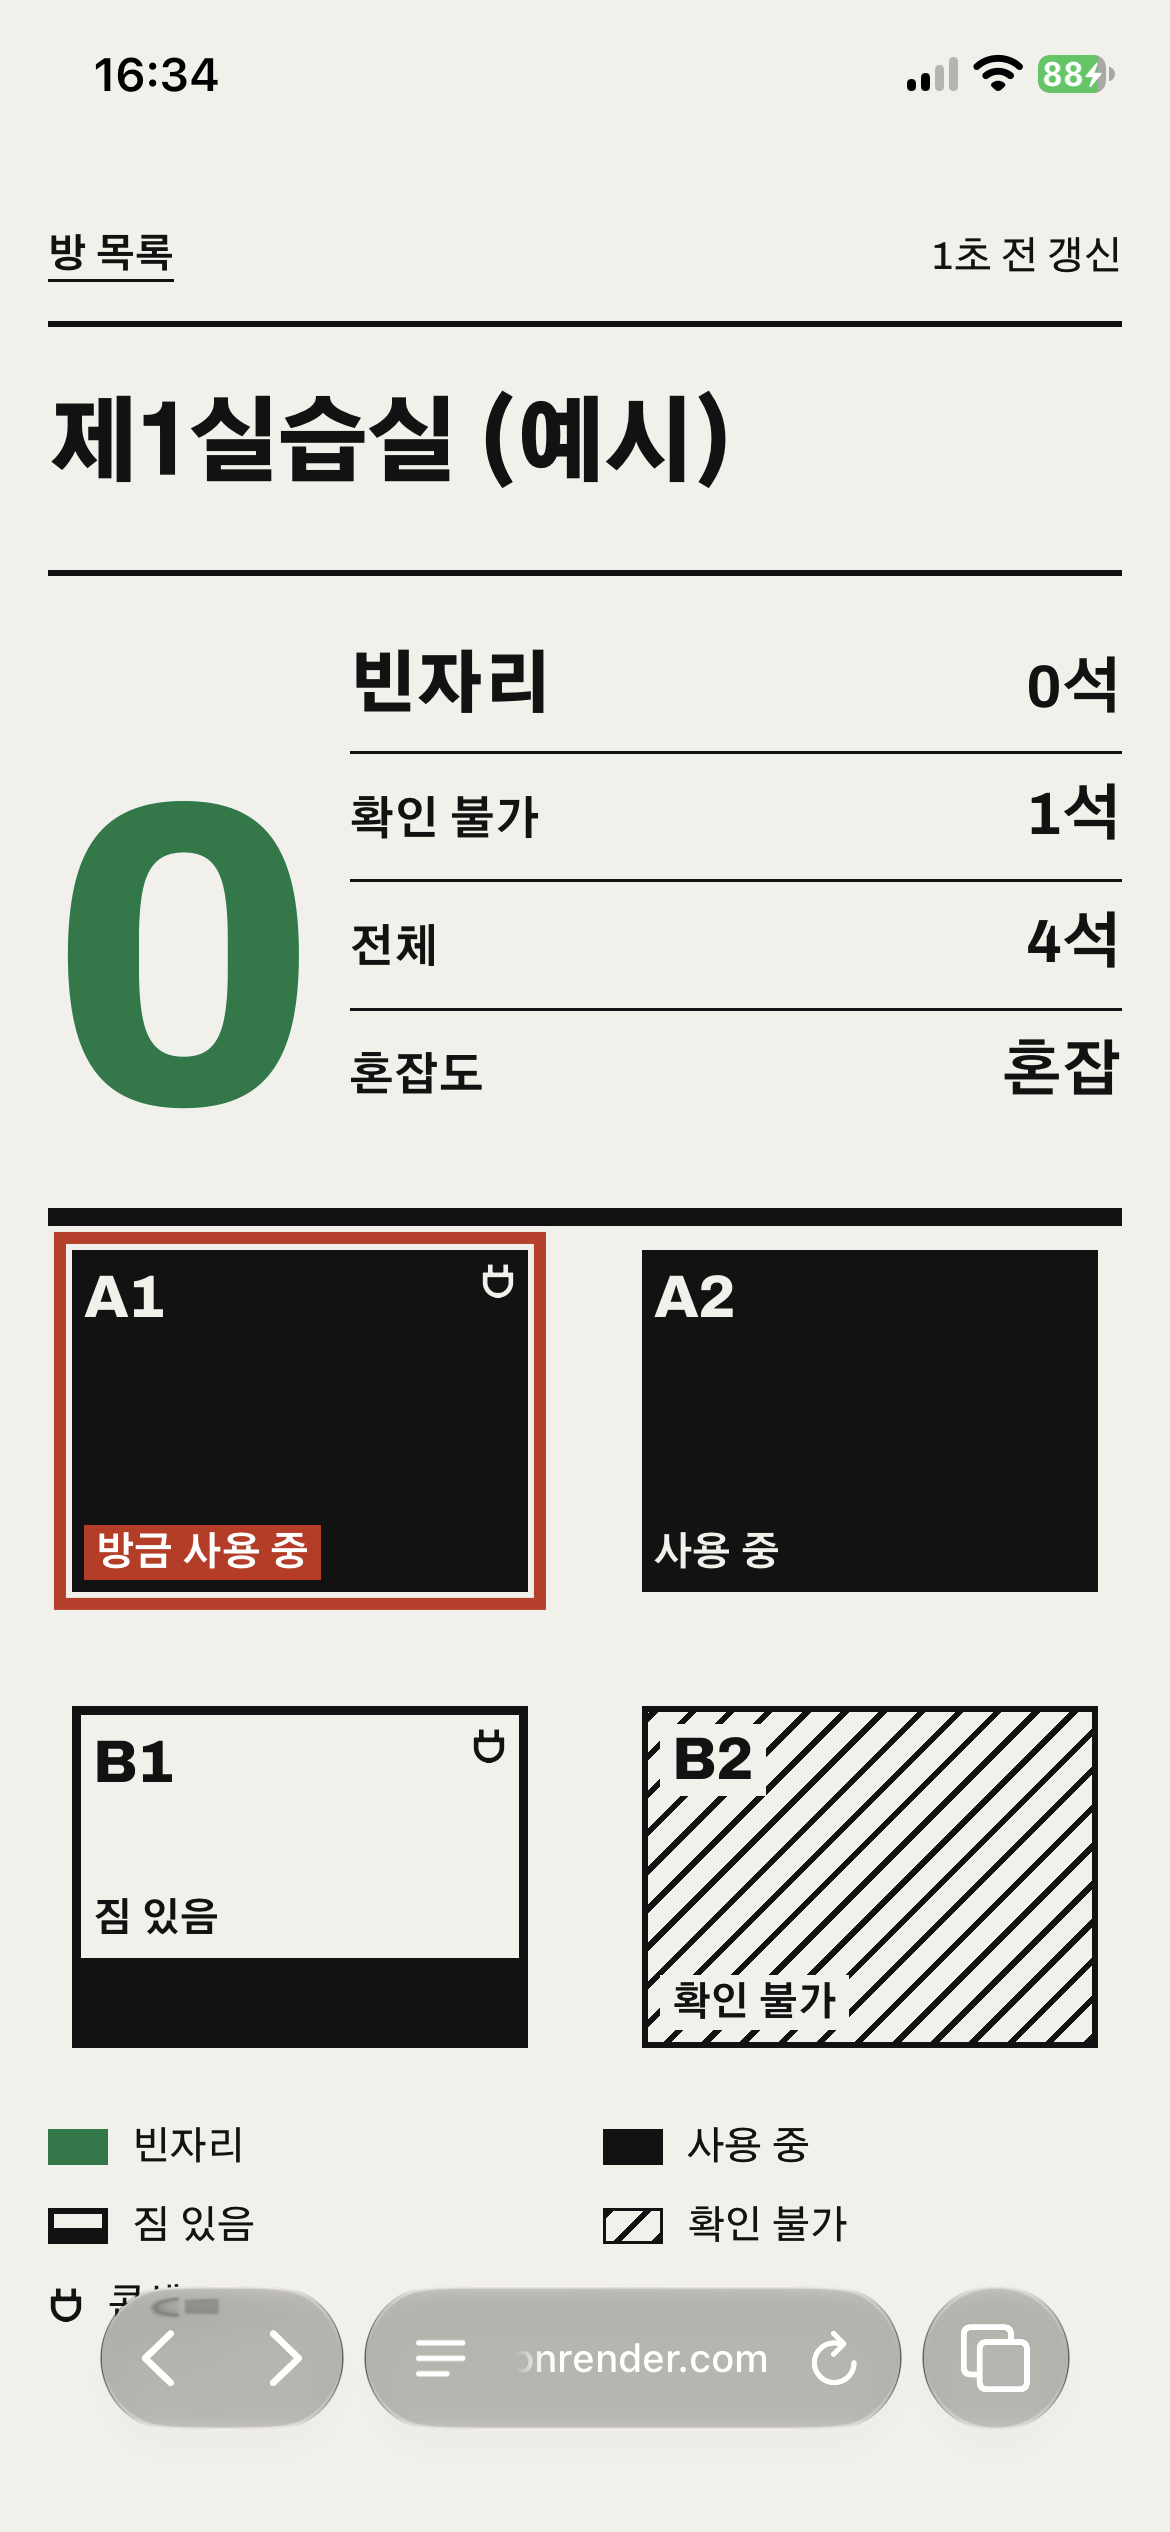 16:34
88
방 목록
1초 전 갱신
제1실습실 (예시)
0
빈자리 0석
확인 불가 1석
전체 4석
혼잡도 혼잡
A1
방금 사용 중
A2
사용 중
B1
짐 있음
B2
확인 불가
빈자리
사용 중
짐 있음
확인 불가
onrender.com